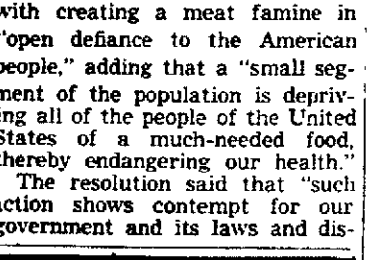 with creating a meat famine in
"open defiance to the American
people," adding that a "small seg-
ment of the population is depriv-
ing all of the people of the United
States of a much-needed food,
thereby endangering our health."
The resolution said that "such
action shows contempt for our
government and its laws and dis-